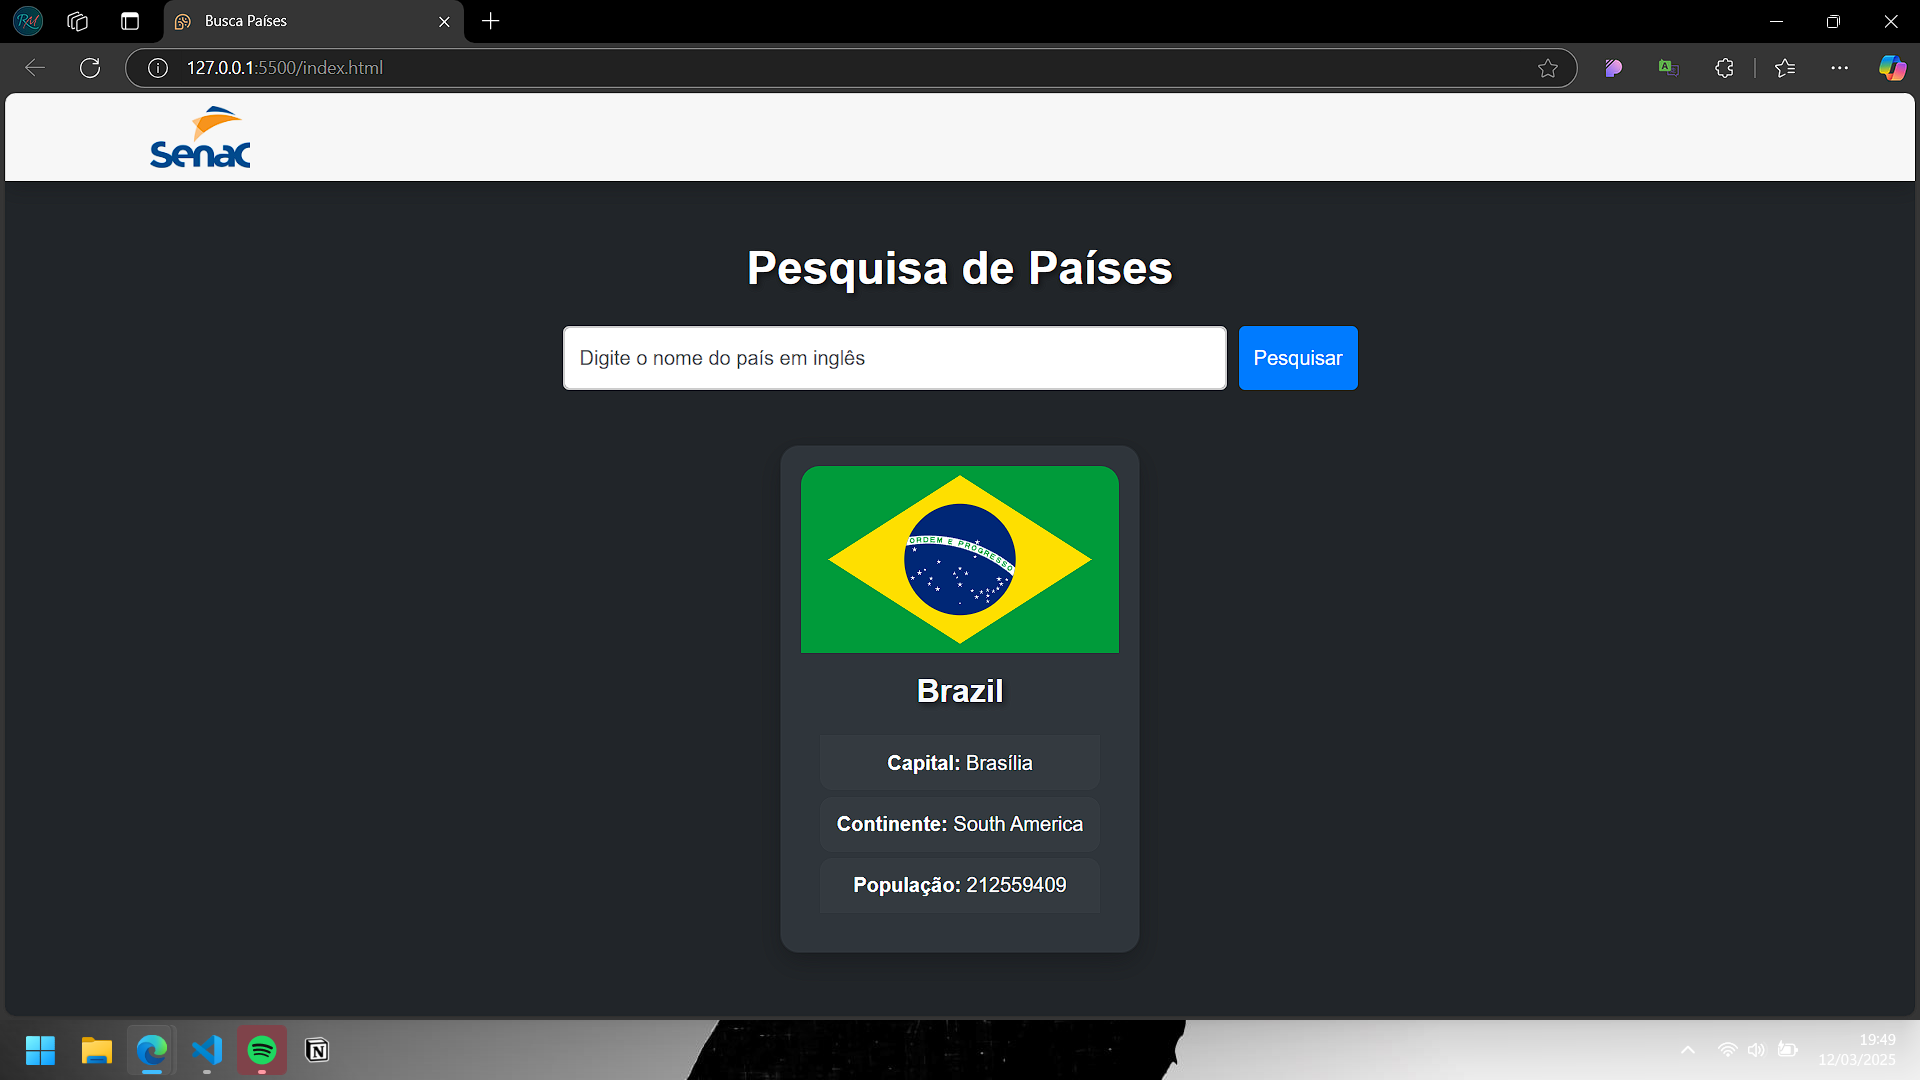 Busca Países
127.0.0.1:5500/index.html
Senac
Pesquisa de Países
Digite o nome do país em inglês
Pesquisar
ORDEM E PROGRESSO
Brazil
Capital: Brasília
Continente: South America
População: 212559409
19:49
12/03/2025